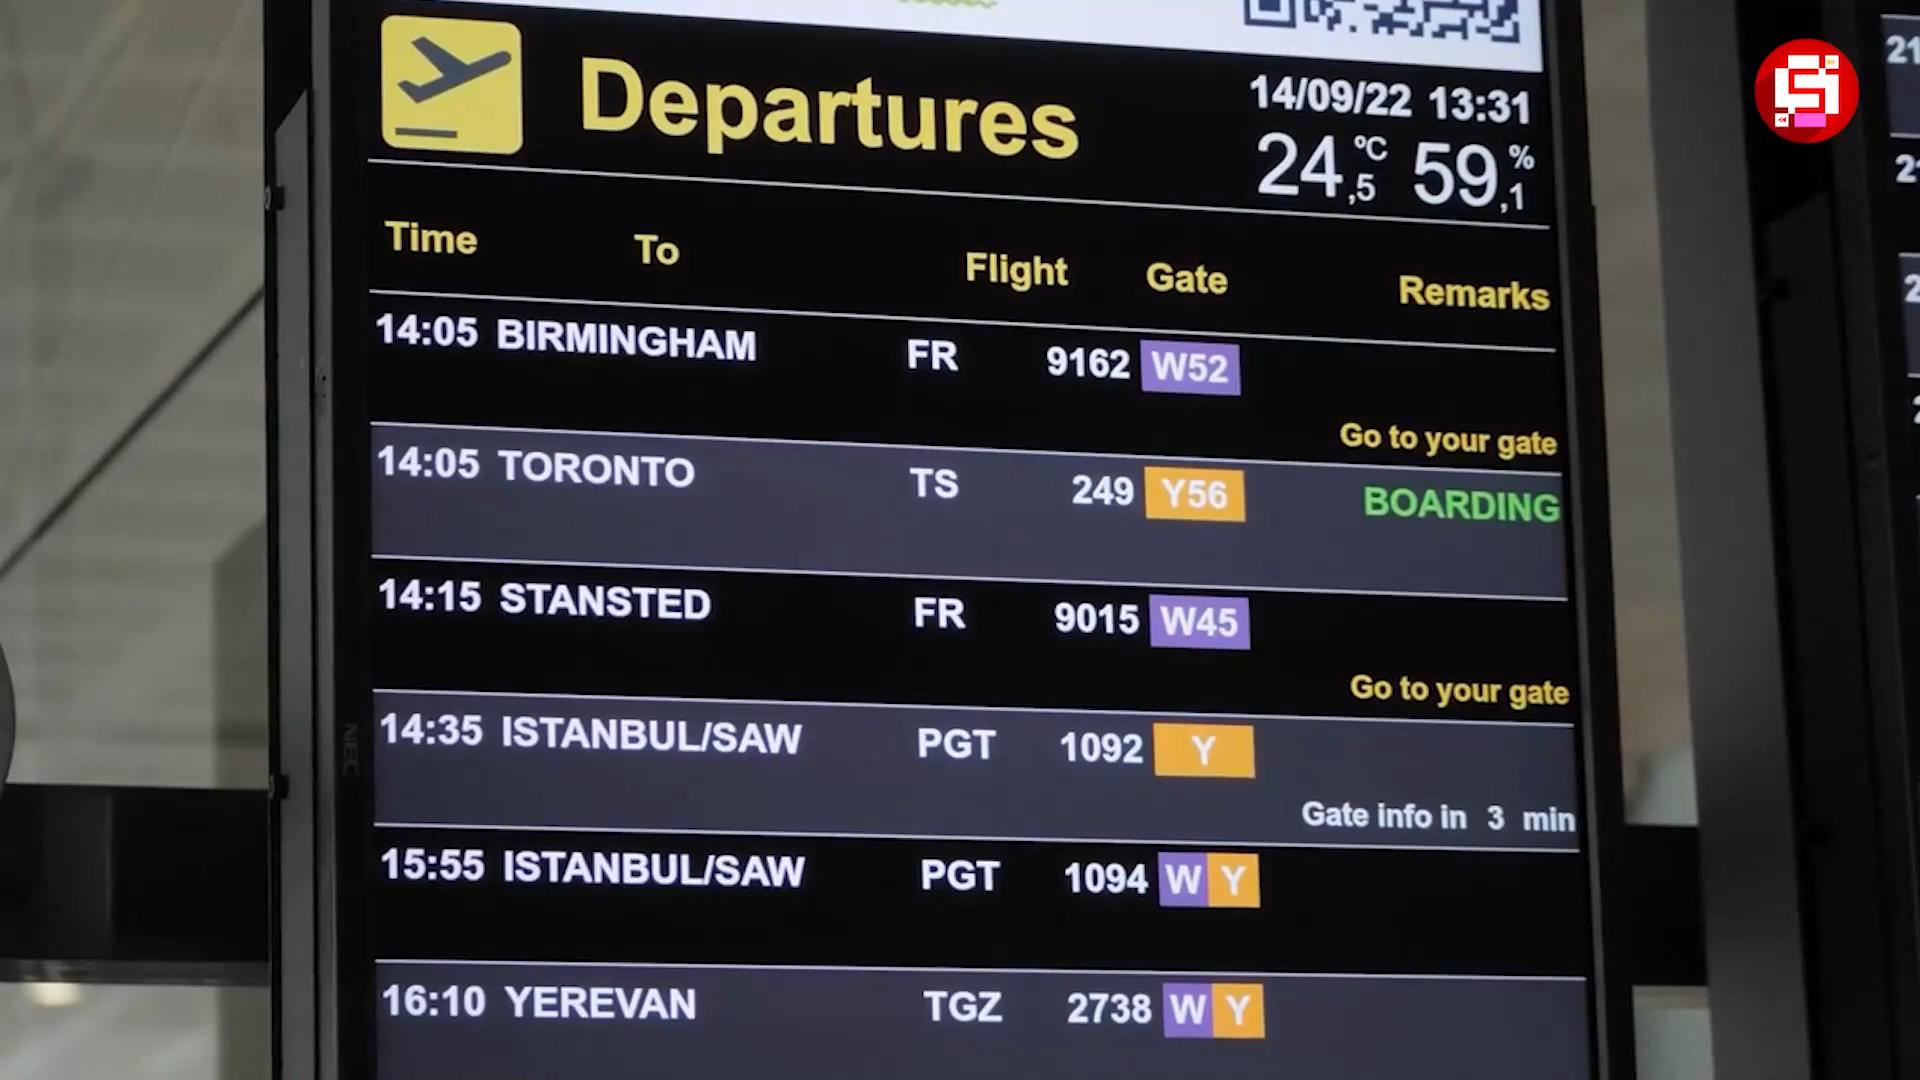 Departures
14/09/22 13:31
24,5 °C 59,1 %
Time To Flight Gate Remarks
14:05 BIRMINGHAM FR 9162 W52
Go to your gate
14:05 TORONTO TS 249 Y56 BOARDING
14:15 STANSTED FR 9015 W45
Go to your gate
14:35 ISTANBUL/SAW PGT 1092 Y
Gate info in 3 min
15:55 ISTANBUL/SAW PGT 1094 W Y
16:10 YEREVAN TGZ 2738 W Y
NEC
21